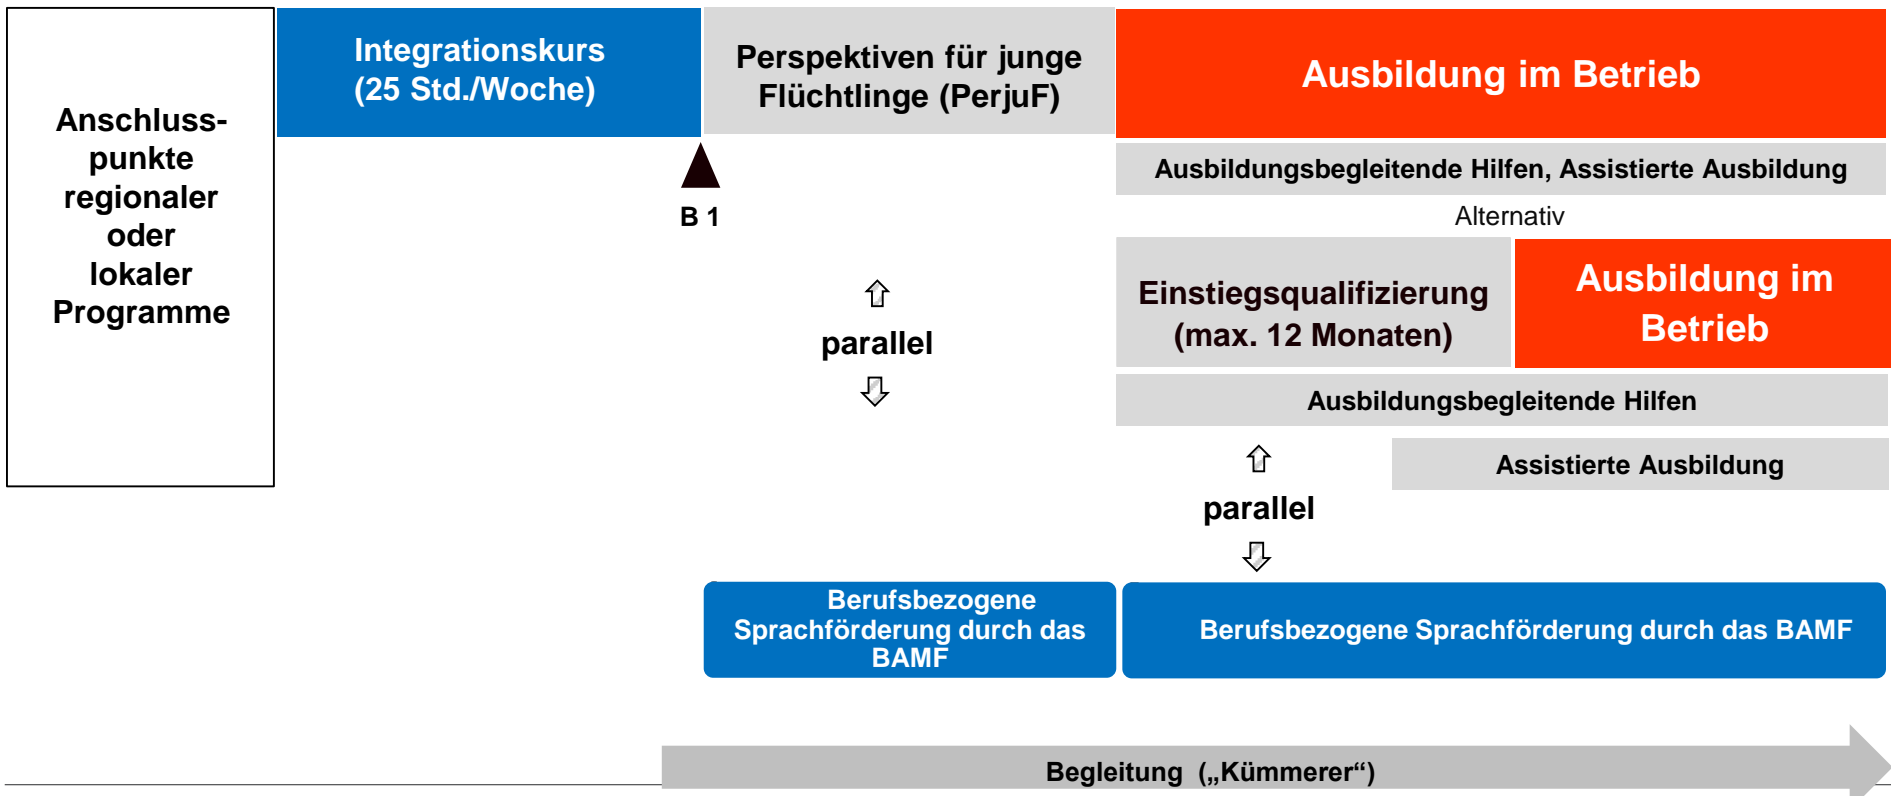 Anschluss-
punkte
regionaler
oder
lokaler
Programme
Integrationskurs
(25 Std./Woche)
Perspektiven für junge
Flüchtlinge (PerjuF)
Ausbildung im Betrieb
B 1
Ausbildungsbegleitende Hilfen, Assistierte Ausbildung
Alternativ
Einstiegsqualifizierung
(max. 12 Monaten)
Ausbildung im
Betrieb
parallel
Ausbildungsbegleitende Hilfen
Assistierte Ausbildung
parallel
Berufsbezogene
Sprachförderung durch das
BAMF
Berufsbezogene Sprachförderung durch das BAMF
Begleitung („Kümmerer“)